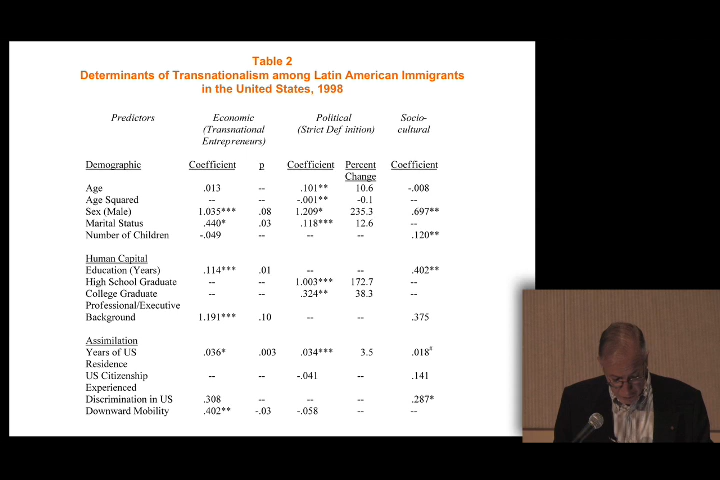 Table 2
Determinants of Transnationalism among Latin American Immigrants
in the United States, 1998
Predictors Economic Political Socio-
(Transnational (Strict Def inition) cultural
Entrepreneurs)
Demographic Coefficient p Coefficient Percent Coefficient
Change
Age .013 -- .101** 10.6 -.008
Age Squared -- -- -.001** -0.1 --
Sex (Male) 1.035*** .08 1.209* 235.3 .697**
Marital Status .440* .03 .118*** 12.6 --
Number of Children -.049 -- -- -- .120**
Human Capital
Education (Years) .114*** .01 -- -- .402**
High School Graduate -- -- 1.003*** 172.7 --
College Graduate -- -- .324** 38.3 --
Professional/Executive
Background 1.191*** .10 -- -- .375
Assimilation
Years of US .036* .003 .034*** 3.5 .018#
Residence
US Citizenship -- -- -.041 -- .141
Experienced
Discrimination in US .308 -- -- -- .287*
Downward Mobility .402** -.03 -.058 -- --